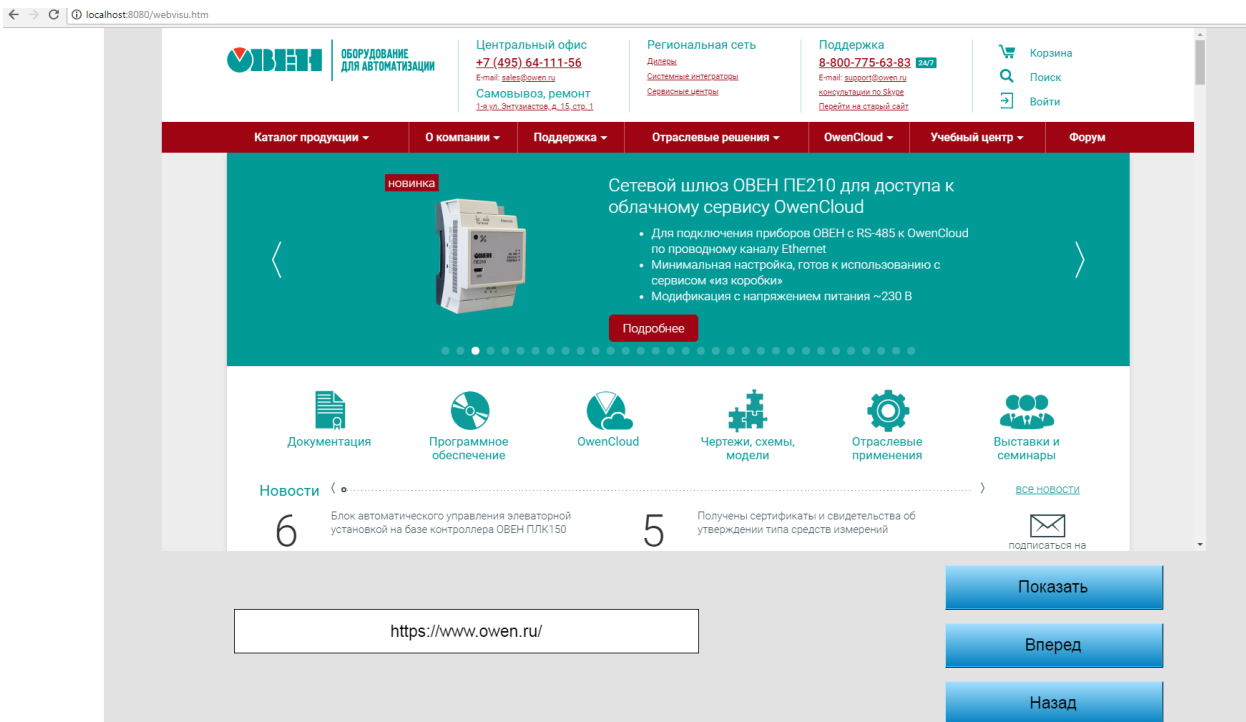 localhost:8080/webvisu.htm
ОВЕН
ОБОРУДОВАНИЕ
ДЛЯ АВТОМАТИЗАЦИИ
Центральный офис
+7 (495) 64-111-56
E-mail: sales@owen.ru
Самовывоз, ремонт
1-я ул. Энтузиастов, д. 15, стр. 1
Региональная сеть
Дилеры
Системные интеграторы
Сервисные центры
Поддержка
8-800-775-63-83 24/7
E-mail: support@owen.ru
консультации по Skype
Перейти на старый сайт
Корзина
Поиск
Войти
Каталог продукции
О компании
Поддержка
Отраслевые решения
OwenCloud
Учебный центр
Форум
новинка
Сетевой шлюз ОВЕН ПЕ210 для доступа к
облачному сервису OwenCloud
• Для подключения приборов ОВЕН с RS-485 к OwenCloud
по проводному каналу Ethernet
• Минимальная настройка, готов к использованию с
сервисом «из коробки»
• Модификация с напряжением питания ~230 В
Подробнее
Документация
Программное
обеспечение
OwenCloud
Чертежи, схемы,
модели
Отраслевые
применения
Выставки и
семинары
Новости
все новости
6
Блок автоматического управления элеваторной
установкой на базе контроллера ОВЕН ПЛК150
5
Получены сертификаты и свидетельства об
утверждении типа средств измерений
подписаться на
https://www.owen.ru/
Показать
Вперед
Назад